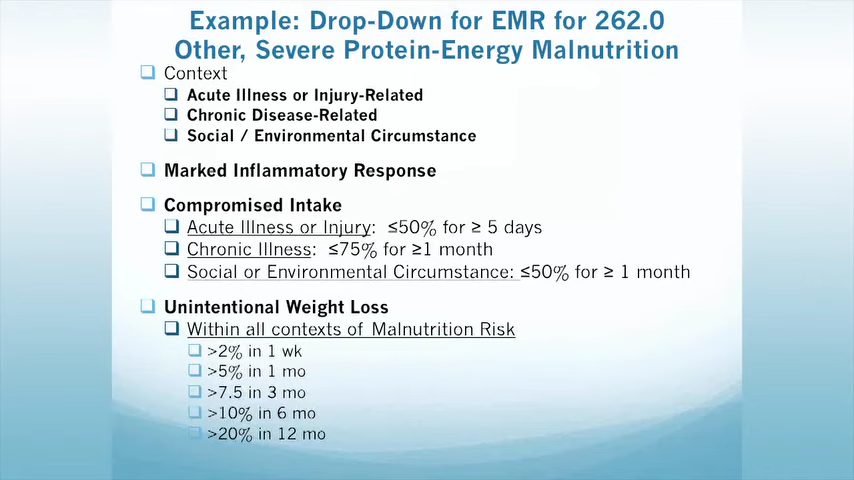 Example: Drop-Down for EMR for 262.0
Other, Severe Protein-Energy Malnutrition
Context
Acute Illness or Injury-Related
Chronic Disease-Related
Social / Environmental Circumstance
Marked Inflammatory Response
Compromised Intake
Acute Illness or Injury: ≤50% for ≥ 5 days
Chronic Illness: ≤75% for ≥1 month
Social or Environmental Circumstance: ≤50% for ≥ 1 month
Unintentional Weight Loss
Within all contexts of Malnutrition Risk
>2% in 1 wk
>5% in 1 mo
>7.5 in 3 mo
>10% in 6 mo
>20% in 12 mo